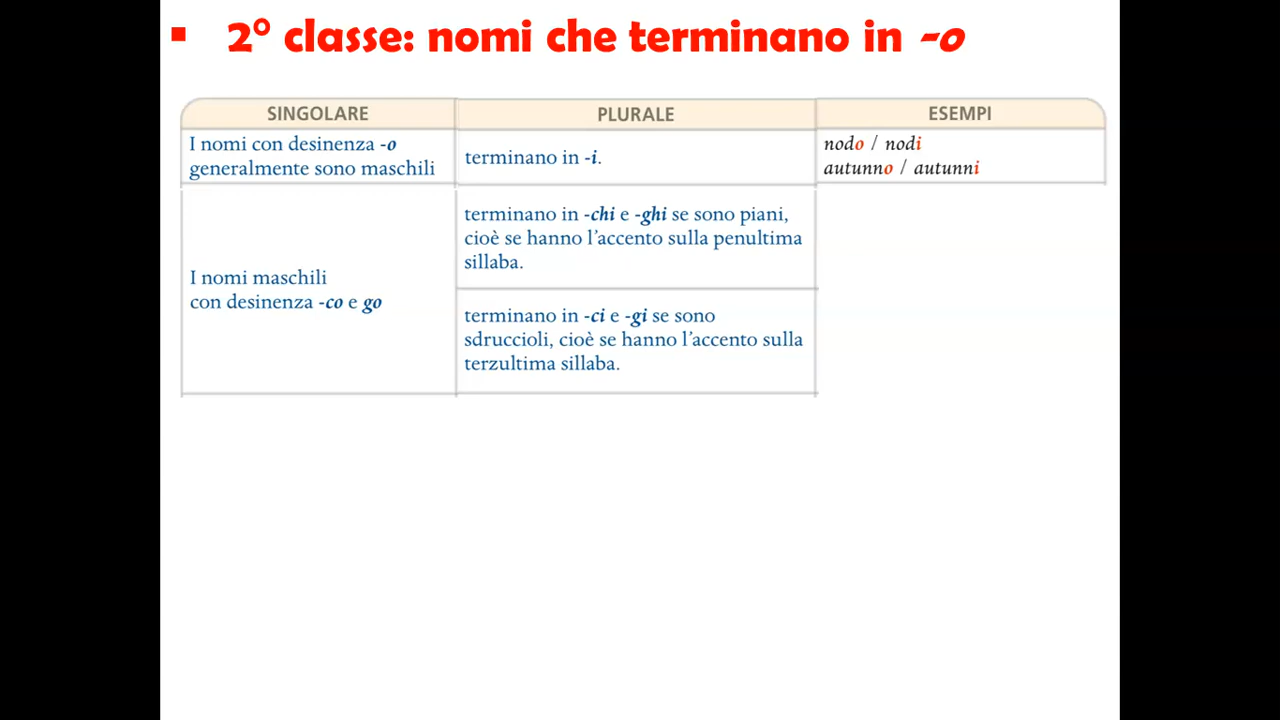 ▪ 2° classe: nomi che terminano in -o
SINGOLARE PLURALE ESEMPI
I nomi con desinenza -o
generalmente sono maschili
terminano in -i.
nodo / nodi
autunno / autunni
I nomi maschili
con desinenza -co e go
terminano in -chi e -ghi se sono piani,
cioè se hanno l'accento sulla penultima
sillaba.
terminano in -ci e -gi se sono
sdruccioli, cioè se hanno l'accento sulla
terzultima sillaba.